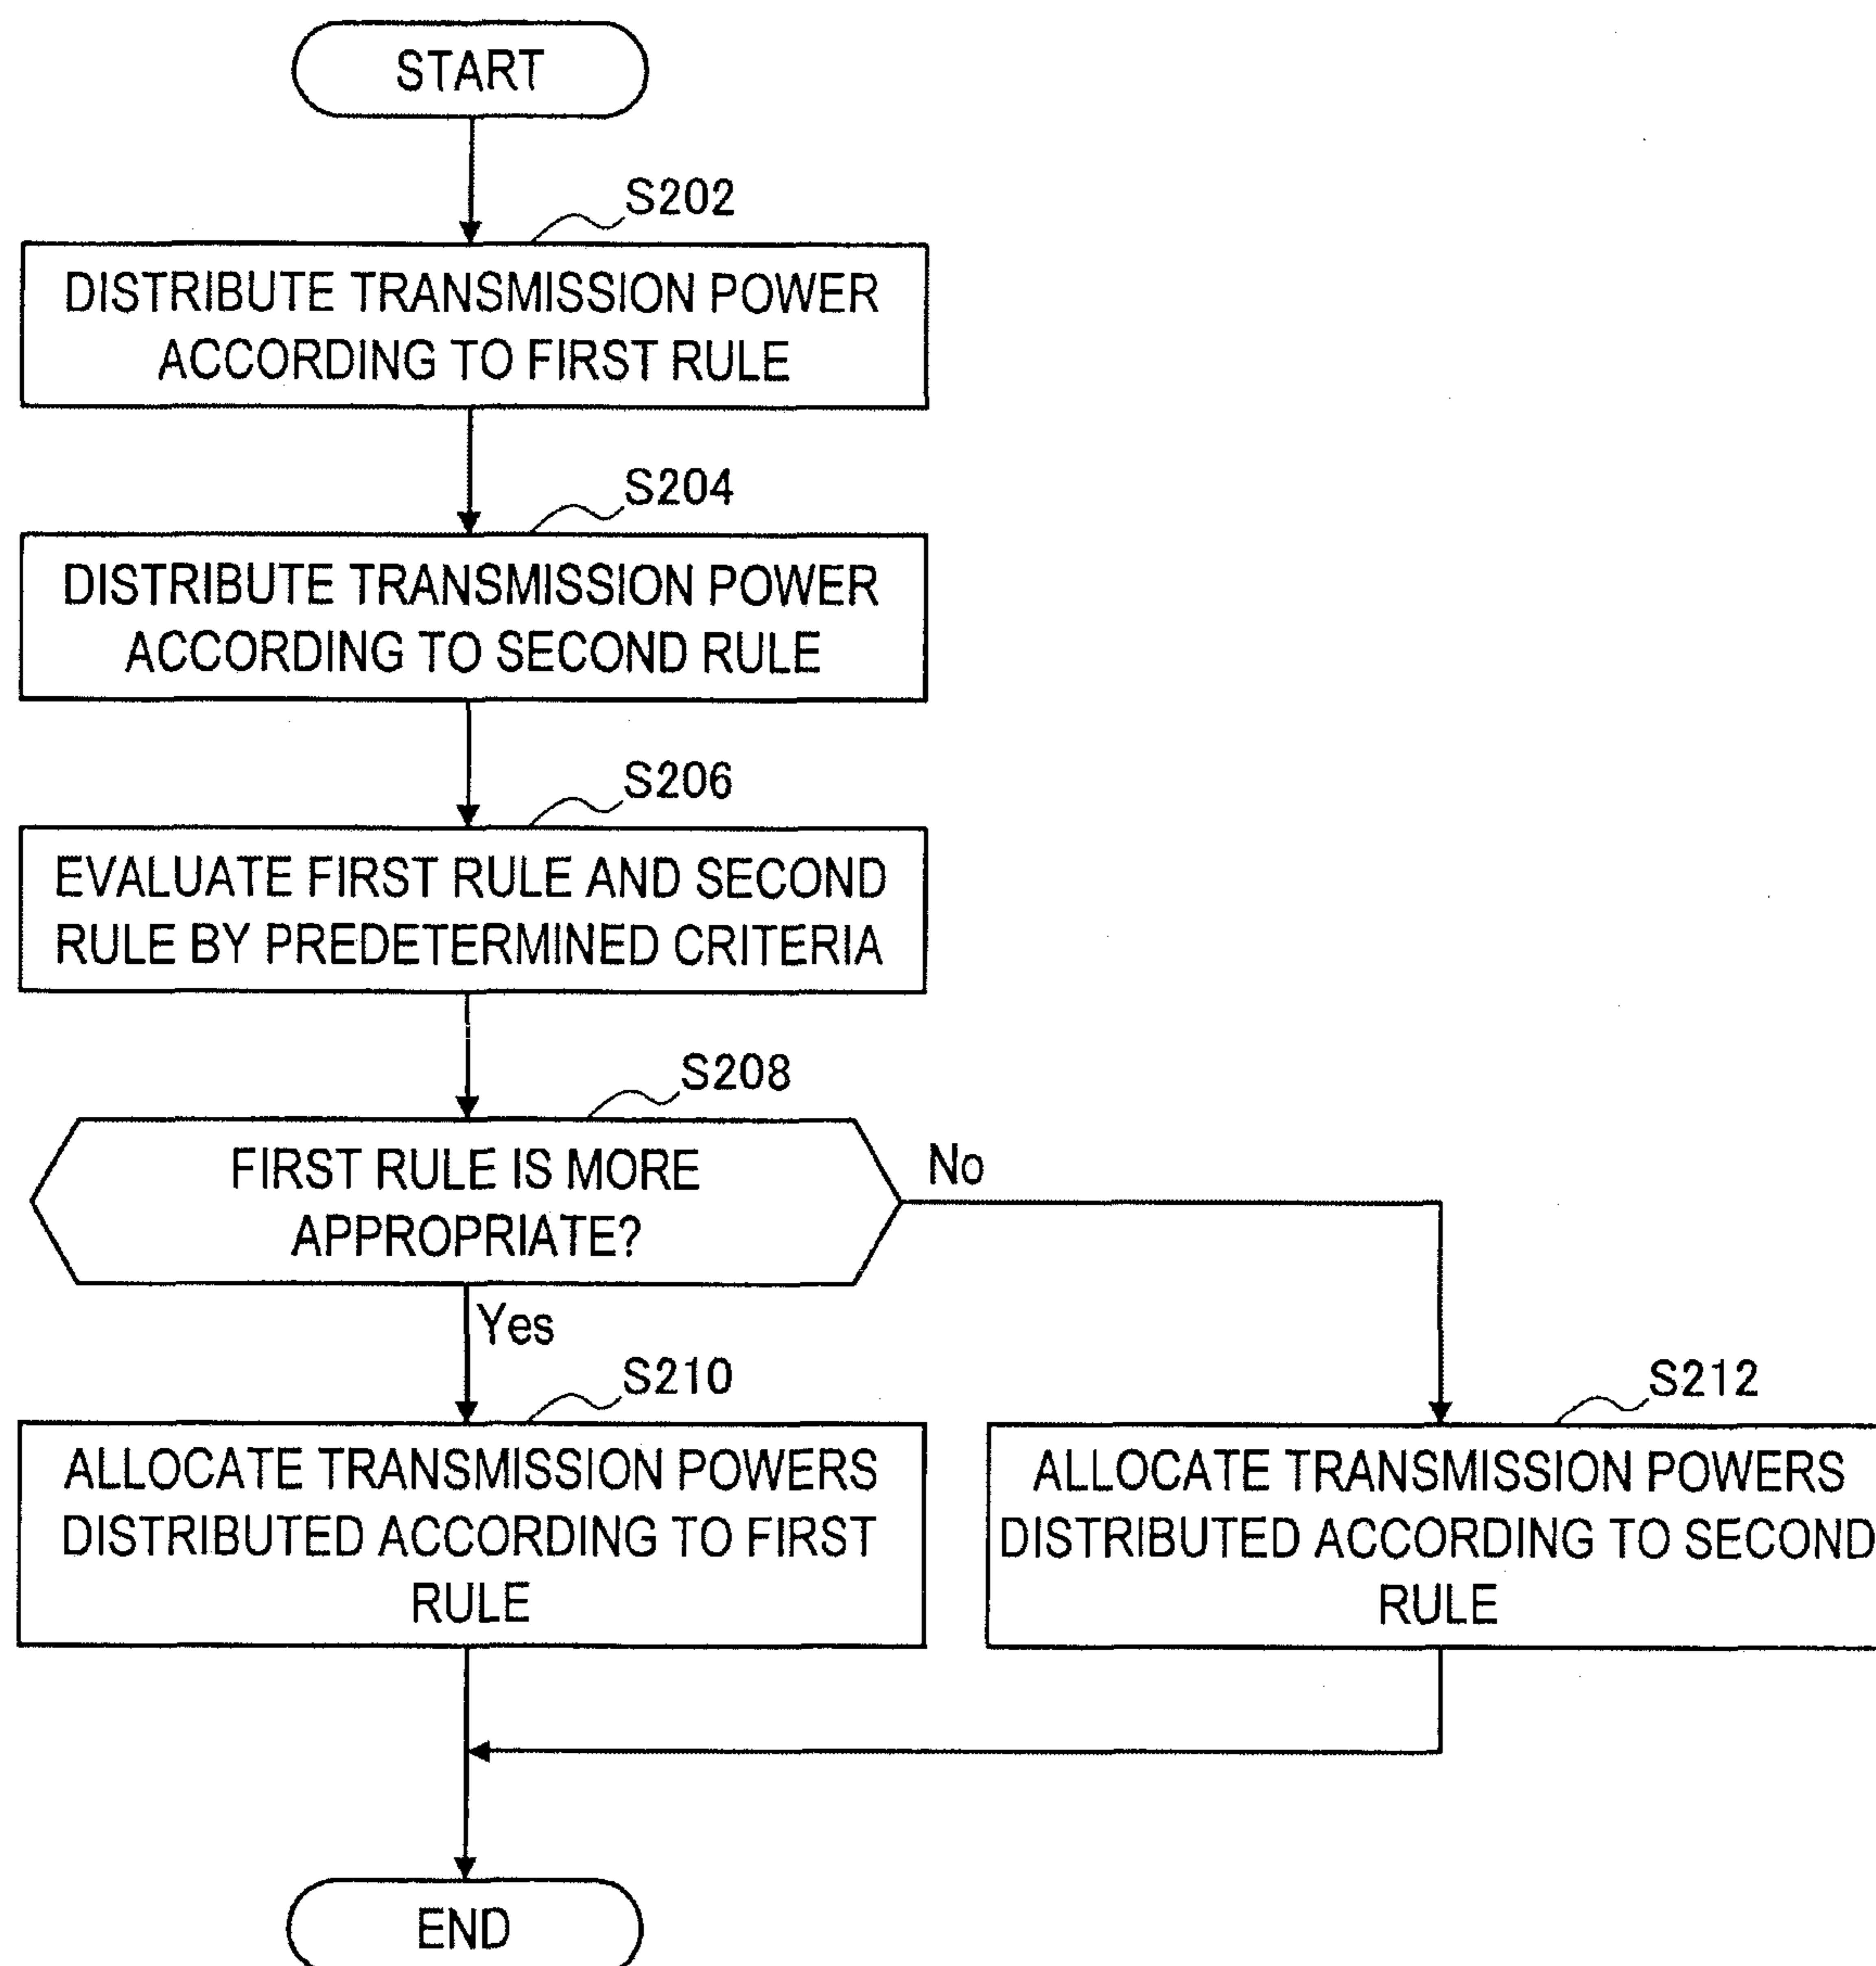 START
S202
DISTRIBUTE TRANSMISSION POWER
ACCORDING TO FIRST RULE
S204
DISTRIBUTE TRANSMISSION POWER
ACCORDING TO SECOND RULE
S206
EVALUATE FIRST RULE AND SECOND
RULE BY PREDETERMINED CRITERIA
S208
FIRST RULE IS MORE
APPROPRIATE?
No
Yes
S210
ALLOCATE TRANSMISSION POWERS
DISTRIBUTED ACCORDING TO FIRST
RULE
S212
ALLOCATE TRANSMISSION POWERS
DISTRIBUTED ACCORDING TO SECOND
RULE
END